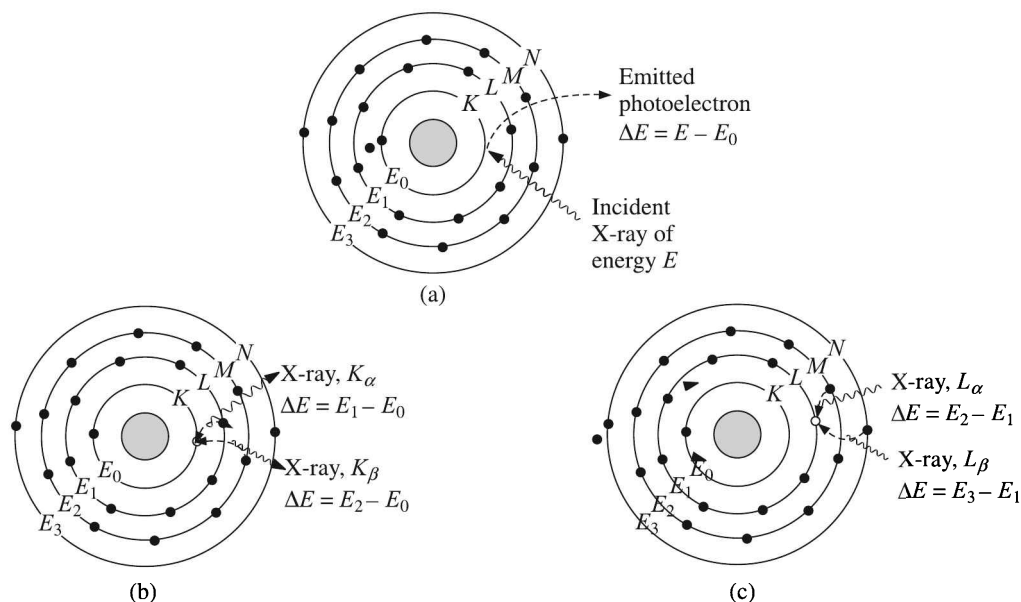 N
M
L
K
E₀
E₁
E₂
E₃
Emitted
photoelectron
ΔE = E – E₀
Incident
X-ray of
energy E
(a)
N
M
L
K
E₀
E₁
E₂
E₃
X-ray, Kα
ΔE = E₁ – E₀
X-ray, Kβ
ΔE = E₂ – E₀
(b)
N
M
L
K
E₀
E₁
E₂
E₃
X-ray, Lα
ΔE = E₂ – E₁
X-ray, Lβ
ΔE = E₃ – E₁
(c)